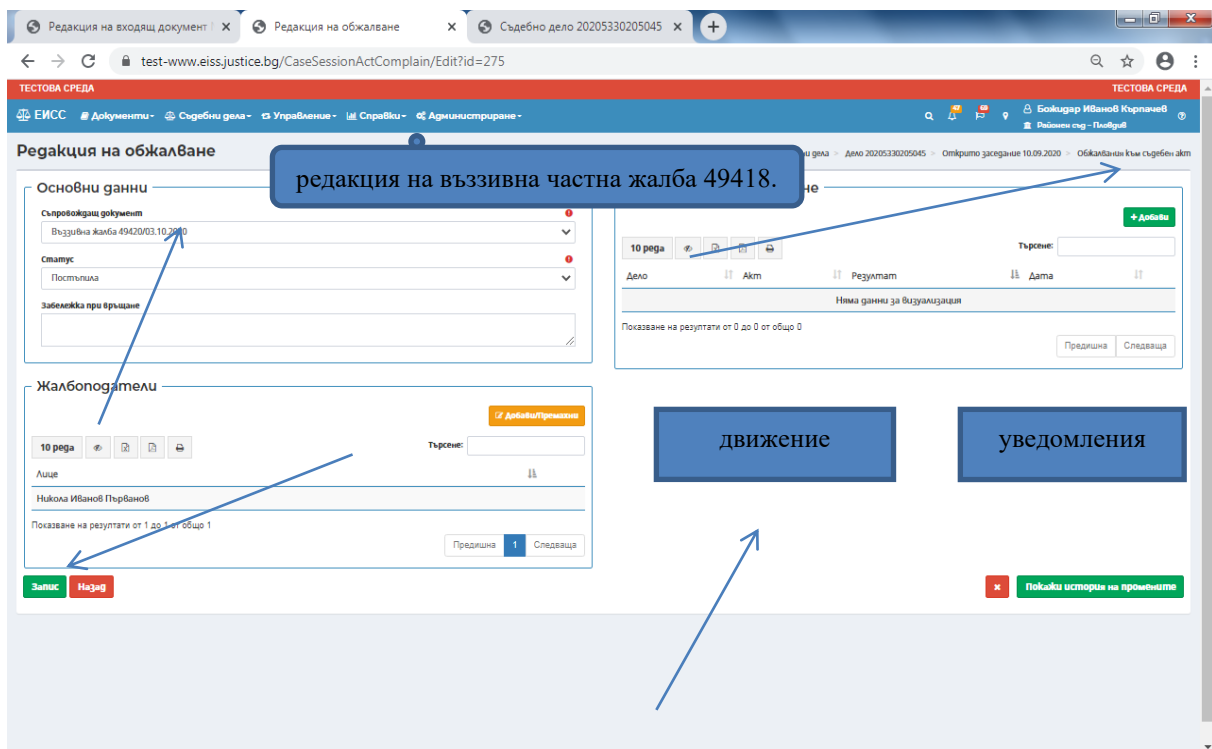 Редакция на входящ документ
Редакция на обжалване
Съдебно дело 20205330205045
test-www.eiss.justice.bg/CaseSessionActComplain/Edit?id=275
ТЕСТОВА СРЕДА
ТЕСТОВА СРЕДА
ЕИСС Документи Съдебни дела Управление Справки Администриране
47 68 Божидар Иванов Кърпачев
Районен съд – Пловдив
Редакция на обжалване
дела > Дело 20205330205045 > Открито заседание 10.09.2020 > Обжалвания към съдебен акт
редакция на въззивна частна жалба 49418.
Основни данни
Съпровождащ документ
Въззивна жалба 49420/03.10.2020
Статус
Постъпила
Забележка при връщане
+ Добави
10 реда
Търсене:
Дело Акт Резултат Дата
Няма данни за визуализация
Показване на резултати от 0 до 0 от общо 0
Предишна Следваща
Жалбоподатели
Добави/Премахни
10 реда
Търсене:
Лице
Никола Иванов Първанов
Показване на резултати от 1 до 1 от общо 1
Предишна 1 Следваща
движение
уведомления
Запис Назад
Покажи история на промените